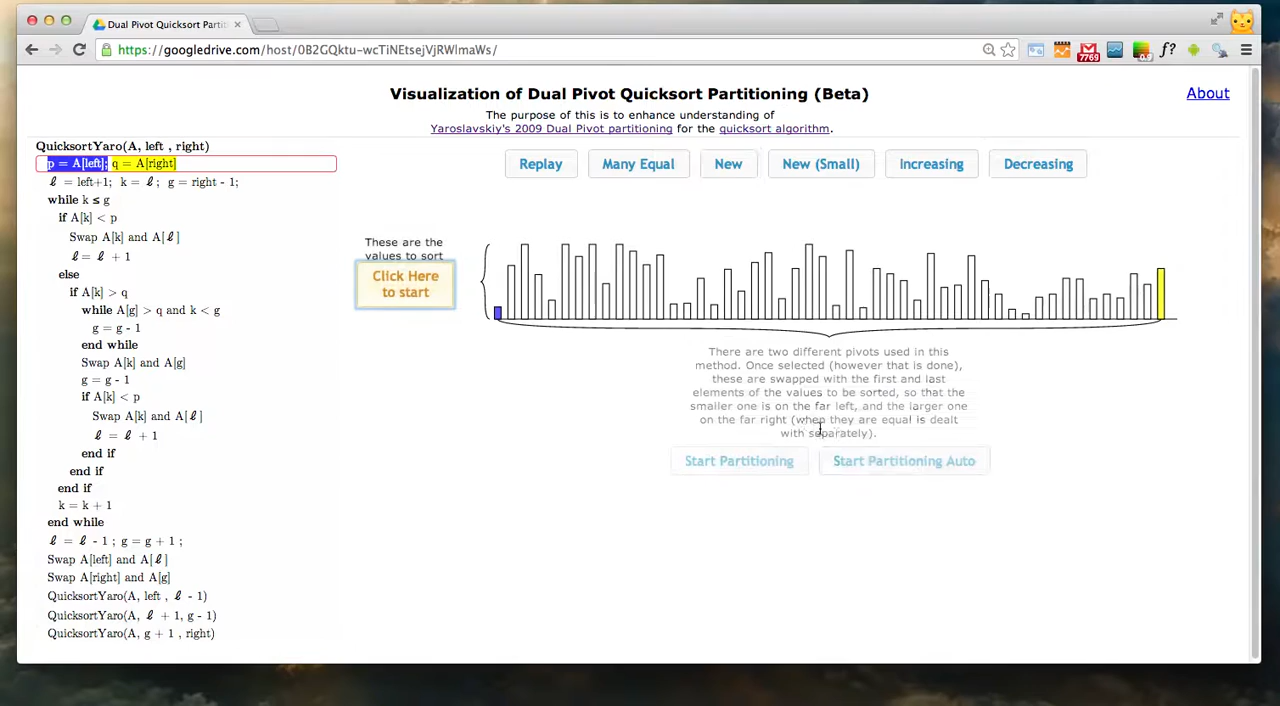 Dual Pivot Quicksort Partiti
https://googledrive.com/host/0B2GQktu-wcTiNEtsejVjRWlmaWs/
7769
f?
Visualization of Dual Pivot Quicksort Partitioning (Beta)
About
The purpose of this is to enhance understanding of
Yaroslavskiy's 2009 Dual Pivot partitioning for the quicksort algorithm.
Replay
Many Equal
New
New (Small)
Increasing
Decreasing
QuicksortYaro(A, left , right)
p = A[left]; q = A[right]
ℓ = left+1; k = ℓ; g = right - 1;
while k ≤ g
if A[k] < p
Swap A[k] and A[ℓ]
ℓ = ℓ + 1
else
if A[k] > q
while A[g] > q and k < g
g = g - 1
end while
Swap A[k] and A[g]
g = g - 1
if A[k] < p
Swap A[k] and A[ℓ]
ℓ = ℓ + 1
end if
end if
end if
k = k + 1
end while
ℓ = ℓ - 1 ; g = g + 1 ;
Swap A[left] and A[ℓ]
Swap A[right] and A[g]
QuicksortYaro(A, left , ℓ - 1)
QuicksortYaro(A, ℓ + 1, g - 1)
QuicksortYaro(A, g + 1 , right)
These are the
values to sort
Click Here
to start
There are two different pivots used in this
method. Once selected (however that is done),
these are swapped with the first and last
elements of the values to be sorted, so that the
smaller one is on the far left, and the larger one
on the far right (when they are equal is dealt
with separately).
Start Partitioning
Start Partitioning Auto